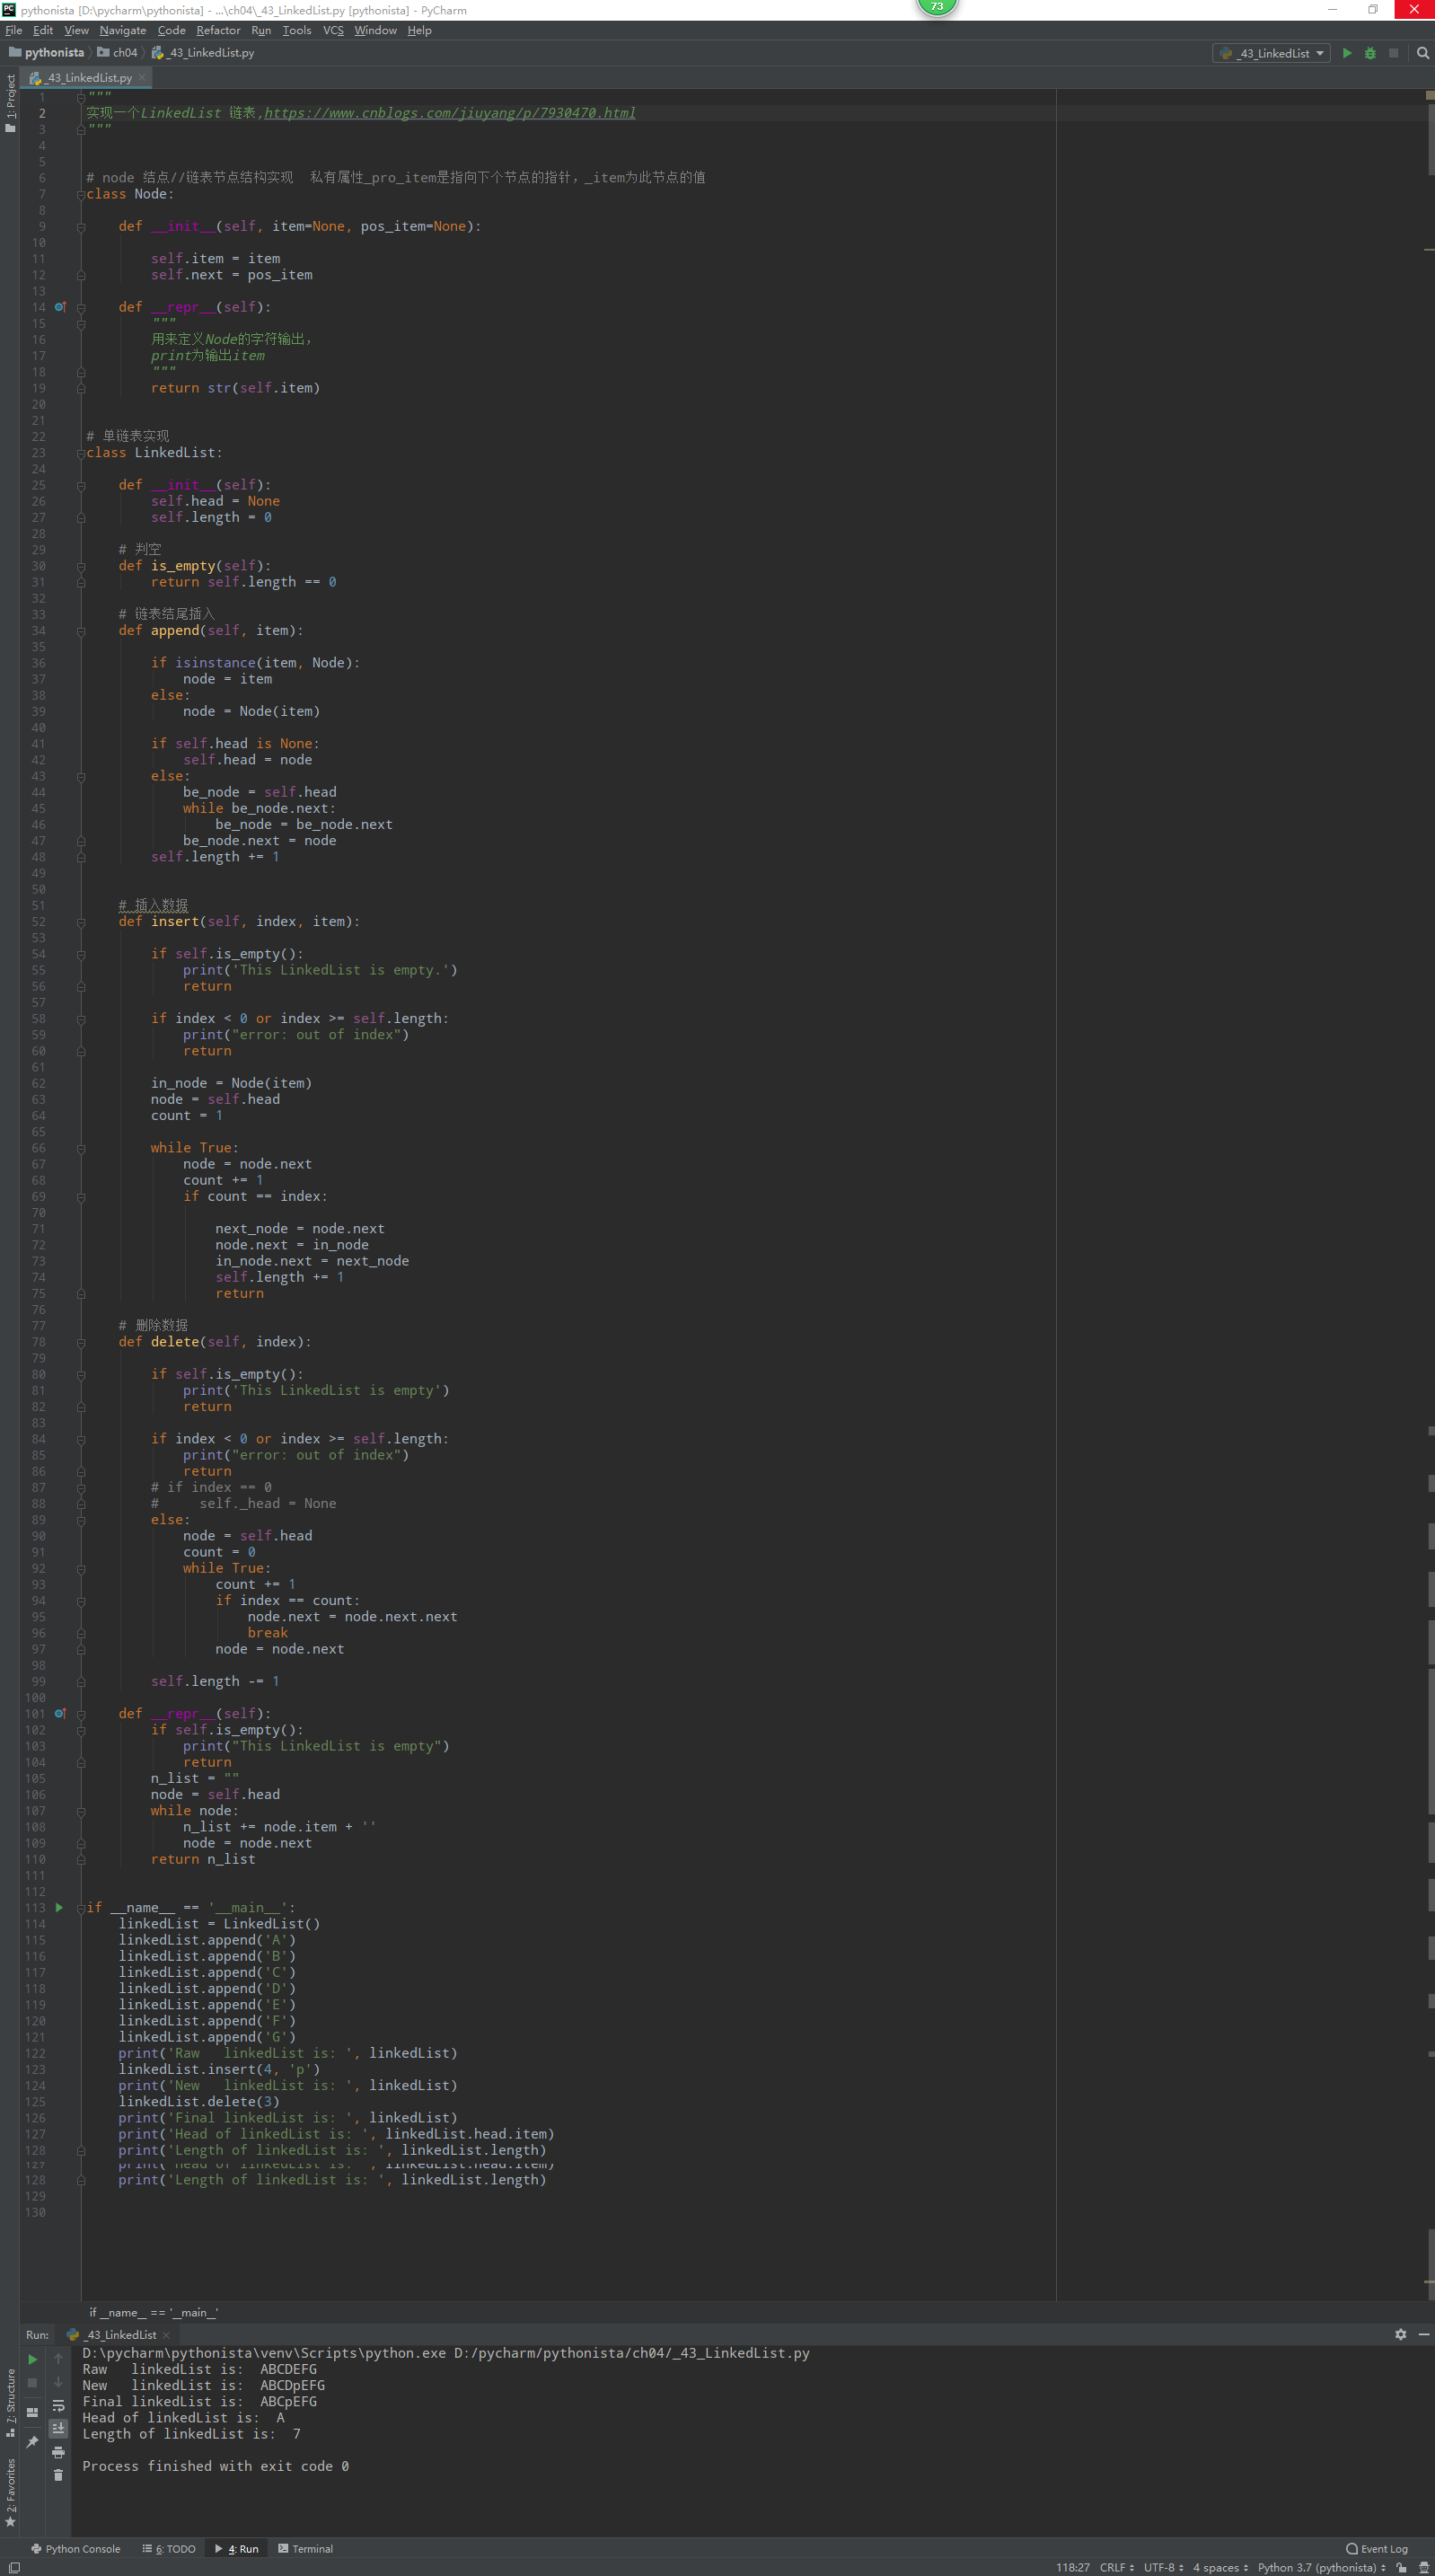 pythonista [D:\pycharm\pythonista] - ...\ch04\_43_LinkedList.py [pythonista] - PyCharm
73
File Edit View Navigate Code Refactor Run Tools VCS Window Help
pythonista ch04 _43_LinkedList.py
_43_LinkedList
1: Project
_43_LinkedList.py
1 """
2 实现一个LinkedList 链表,https://www.cnblogs.com/jiuyang/p/7930470.html
3 """
4
5
6 # node 结点//链表节点结构实现  私有属性_pro_item是指向下个节点的指针，_item为此节点的值
7 class Node:
8
9     def __init__(self, item=None, pos_item=None):
10
11         self.item = item
12         self.next = pos_item
13
14     def __repr__(self):
15         """
16         用来定义Node的字符输出，
17         print为输出item
18         """
19         return str(self.item)
20
21
22 # 单链表实现
23 class LinkedList:
24
25     def __init__(self):
26         self.head = None
27         self.length = 0
28
29     # 判空
30     def is_empty(self):
31         return self.length == 0
32
33     # 链表结尾插入
34     def append(self, item):
35
36         if isinstance(item, Node):
37             node = item
38         else:
39             node = Node(item)
40
41         if self.head is None:
42             self.head = node
43         else:
44             be_node = self.head
45             while be_node.next:
46                 be_node = be_node.next
47             be_node.next = node
48         self.length += 1
49
50
51     # 插入数据
52     def insert(self, index, item):
53
54         if self.is_empty():
55             print('This LinkedList is empty.')
56             return
57
58         if index < 0 or index >= self.length:
59             print("error: out of index")
60             return
61
62         in_node = Node(item)
63         node = self.head
64         count = 1
65
66         while True:
67             node = node.next
68             count += 1
69             if count == index:
70
71                 next_node = node.next
72                 node.next = in_node
73                 in_node.next = next_node
74                 self.length += 1
75                 return
76
77     # 删除数据
78     def delete(self, index):
79
80         if self.is_empty():
81             print('This LinkedList is empty')
82             return
83
84         if index < 0 or index >= self.length:
85             print("error: out of index")
86             return
87         # if index == 0
88         #     self._head = None
89         else:
90             node = self.head
91             count = 0
92             while True:
93                 count += 1
94                 if index == count:
95                     node.next = node.next.next
96                     break
97                 node = node.next
98
99         self.length -= 1
100
101     def __repr__(self):
102         if self.is_empty():
103             print("This LinkedList is empty")
104             return
105         n_list = ""
106         node = self.head
107         while node:
108             n_list += node.item + ''
109             node = node.next
110         return n_list
111
112
113 if __name__ == '__main__':
114     linkedList = LinkedList()
115     linkedList.append('A')
116     linkedList.append('B')
117     linkedList.append('C')
118     linkedList.append('D')
119     linkedList.append('E')
120     linkedList.append('F')
121     linkedList.append('G')
122     print('Raw   linkedList is: ', linkedList)
123     linkedList.insert(4, 'p')
124     print('New   linkedList is: ', linkedList)
125     linkedList.delete(3)
126     print('Final linkedList is: ', linkedList)
127     print('Head of linkedList is: ', linkedList.head.item)
128     print('Length of linkedList is: ', linkedList.length)
127     print('Head of linkedList is: ', linkedList.head.item)
128     print('Length of linkedList is: ', linkedList.length)
129
130
if __name__ == '__main__'
Run: _43_LinkedList
D:\pycharm\pythonista\venv\Scripts\python.exe D:/pycharm/pythonista/ch04/_43_LinkedList.py
Raw   linkedList is:  ABCDEFG
New   linkedList is:  ABCDpEFG
Final linkedList is:  ABCpEFG
Head of linkedList is:  A
Length of linkedList is:  7
Process finished with exit code 0
7: Structure
2: Favorites
Python Console 6: TODO 4: Run Terminal Event Log
118:27 CRLF UTF-8 4 spaces Python 3.7 (pythonista)